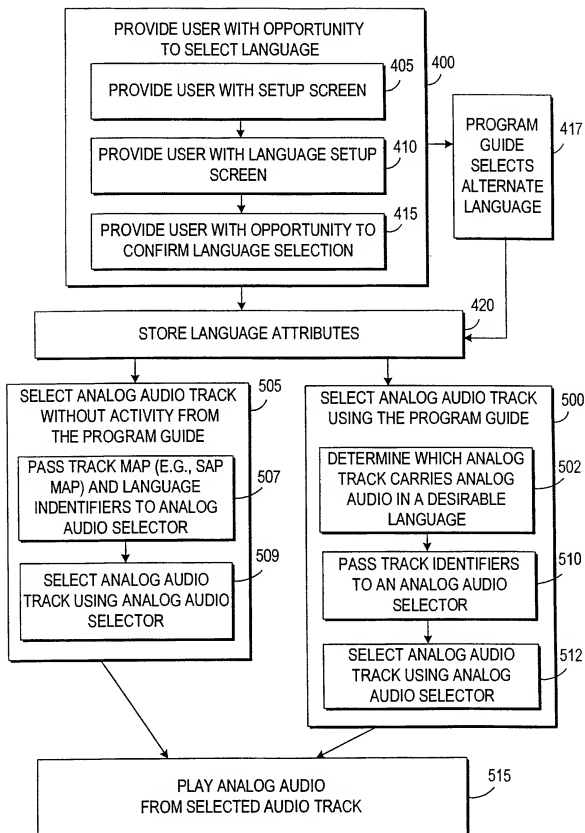 PROVIDE USER WITH OPPORTUNITY
TO SELECT LANGUAGE
400
405
PROVIDE USER WITH SETUP SCREEN
410
PROVIDE USER WITH LANGUAGE SETUP
SCREEN
415
PROVIDE USER WITH OPPORTUNITY TO
CONFIRM LANGUAGE SELECTION
417
PROGRAM
GUIDE
SELECTS
ALTERNATE
LANGUAGE
420
STORE LANGUAGE ATTRIBUTES
505
SELECT ANALOG AUDIO TRACK
WITHOUT ACTIVITY FROM
THE PROGRAM GUIDE
507
PASS TRACK MAP (E.G., SAP
MAP) AND LANGUAGE
INDENTIFIERS TO ANALOG
AUDIO SELECTOR
509
SELECT ANALOG AUDIO
TRACK USING ANALOG AUDIO
SELECTOR
500
SELECT ANALOG AUDIO TRACK
USING THE PROGRAM GUIDE
502
DETERMINE WHICH ANALOG
TRACK CARRIES ANALOG
AUDIO IN A DESIRABLE
LANGUAGE
510
PASS TRACK IDENTIFIERS
TO AN ANALOG AUDIO
SELECTOR
512
SELECT ANALOG AUDIO
TRACK USING ANALOG
AUDIO SELECTOR
515
PLAY ANALOG AUDIO
FROM SELECTED AUDIO TRACK